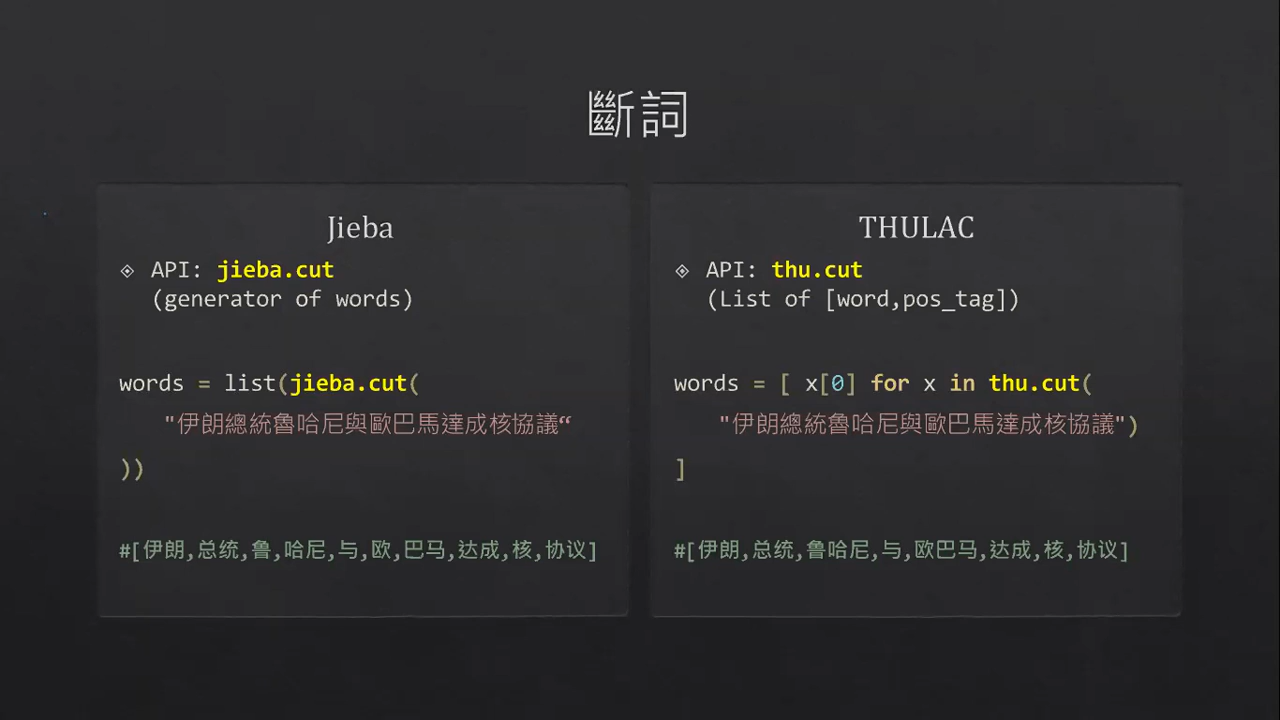 斷詞
Jieba
API: jieba.cut
(generator of words)
words = list(jieba.cut(
"伊朗總統魯哈尼與歐巴馬達成核協議“
))
#[伊朗,总统,鲁,哈尼,与,欧,巴马,达成,核,协议]
THULAC
API: thu.cut
(List of [word,pos_tag])
words = [ x[0] for x in thu.cut(
"伊朗總統魯哈尼與歐巴馬達成核協議")
]
#[伊朗,总统,鲁哈尼,与,欧巴马,达成,核,协议]